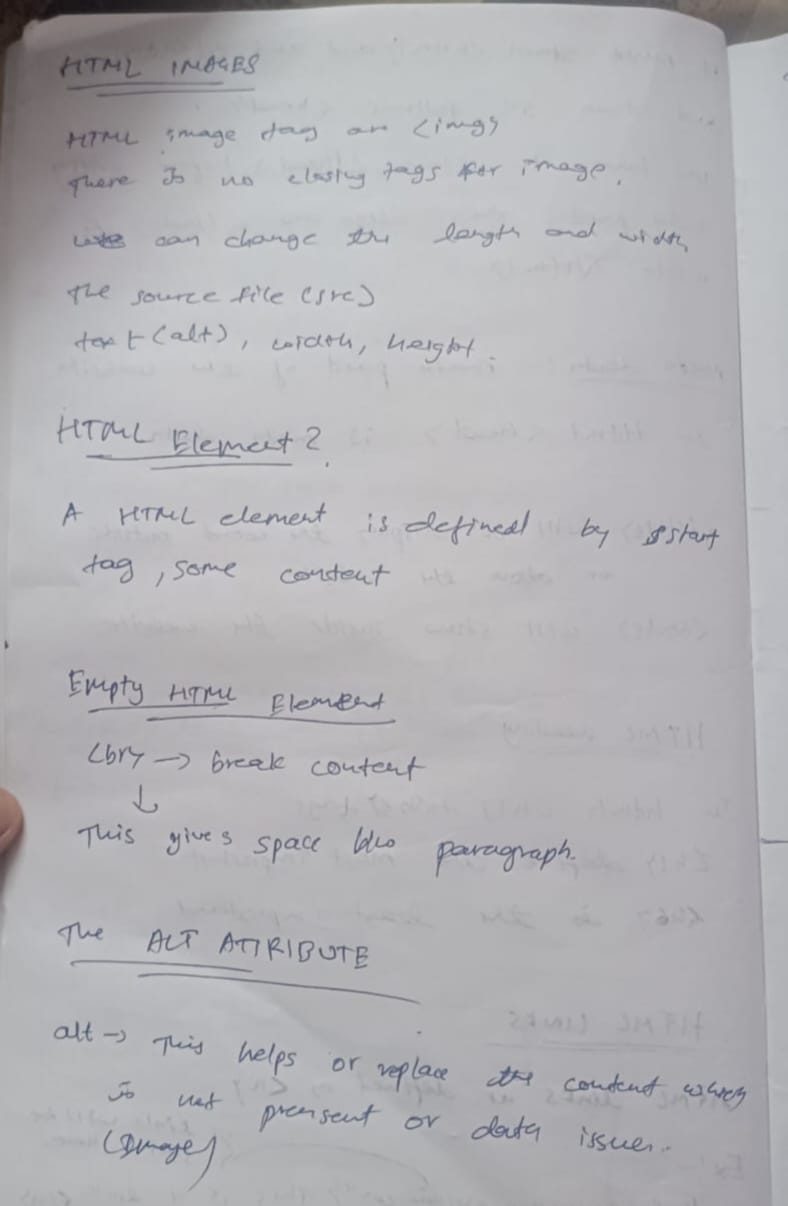 HTML IMAGES
HTML image tag are <img>
There is no closing tags for image.
we can change the length and width
The source file (src)
text (alt), width, height.
HTML Element?
A HTML element is defined by start
tag, some content
Empty HTML Element
<br> → break content
↓
This gives space b/w paragraph.
The ALT ATTRIBUTE
alt → This helps or replace the content which
is not prensent or data issue..
(Image)